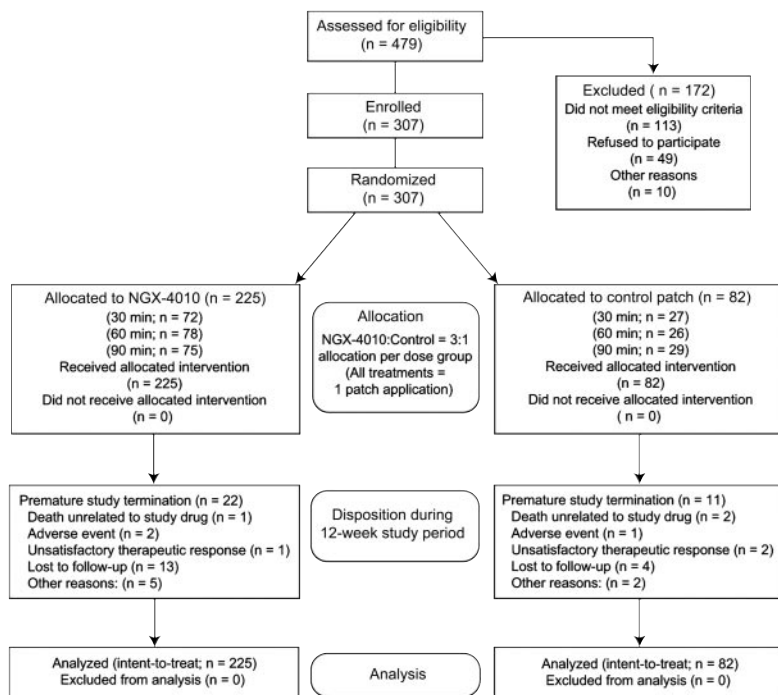 Assessed for eligibility
(n = 479)
Excluded ( n = 172)
Did not meet eligibility criteria
(n = 113)
Refused to participate
(n = 49)
Other reasons
(n = 10)
Enrolled
(n = 307)
Randomized
(n = 307)
Allocated to NGX-4010 (n = 225)
(30 min; n = 72)
(60 min; n = 78)
(90 min; n = 75)
Received allocated intervention
(n = 225)
Did not receive allocated intervention
(n = 0)
Allocation
NGX-4010:Control = 3:1
allocation per dose group
(All treatments =
1 patch application)
Allocated to control patch (n = 82)
(30 min; n = 27)
(60 min; n = 26)
(90 min; n = 29)
Received allocated intervention
(n = 82)
Did not receive allocated intervention
( n = 0)
Premature study termination (n = 22)
Death unrelated to study drug (n = 1)
Adverse event (n = 2)
Unsatisfactory therapeutic response (n = 1)
Lost to follow-up (n = 13)
Other reasons: (n = 5)
Disposition during
12-week study period
Premature study termination (n = 11)
Death unrelated to study drug (n = 2)
Adverse event (n = 1)
Unsatisfactory therapeutic response (n = 2)
Lost to follow-up (n = 4)
Other reasons: (n = 2)
Analyzed (intent-to-treat; n = 225)
Excluded from analysis (n = 0)
Analysis
Analyzed (intent-to-treat; n = 82)
Excluded from analysis (n = 0)